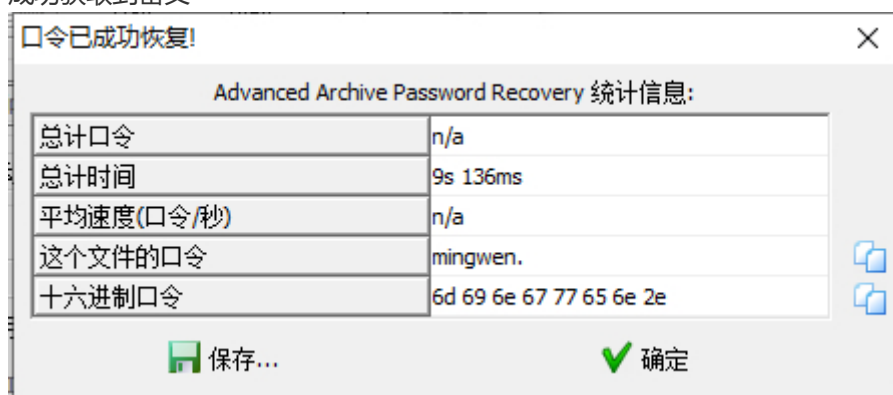 口令已成功恢复!
Advanced Archive Password Recovery 统计信息:
总计口令 n/a
总计时间 9s 136ms
平均速度(口令/秒) n/a
这个文件的口令 mingwen.
十六进制口令 6d 69 6e 67 77 65 6e 2e
保存... 确定